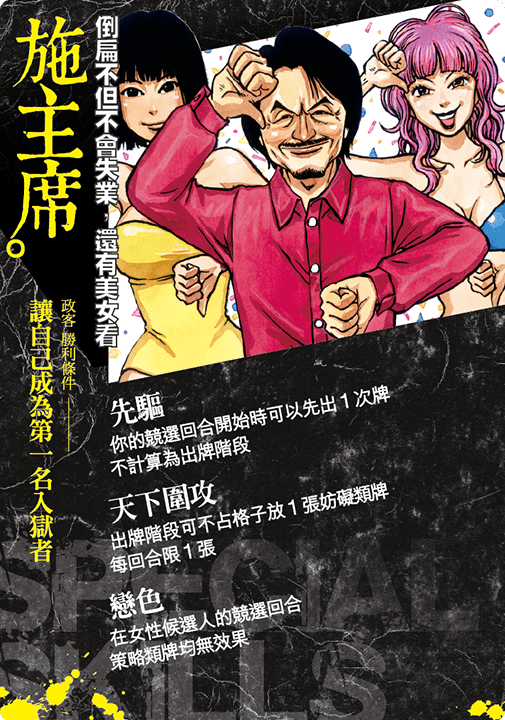 施主席。
倒扁不但不會失業，還有美女看
政客 勝利條件
讓自己成為第一名入獄者
先驅
你的競選回合開始時可以先出1次牌
不計算為出牌階段
天下圍攻
出牌階段可不占格子放1張妨礙類牌
每回合限1張
戀色
在女性候選人的競選回合
策略類牌均無效果
SPECIAL
SKILLS